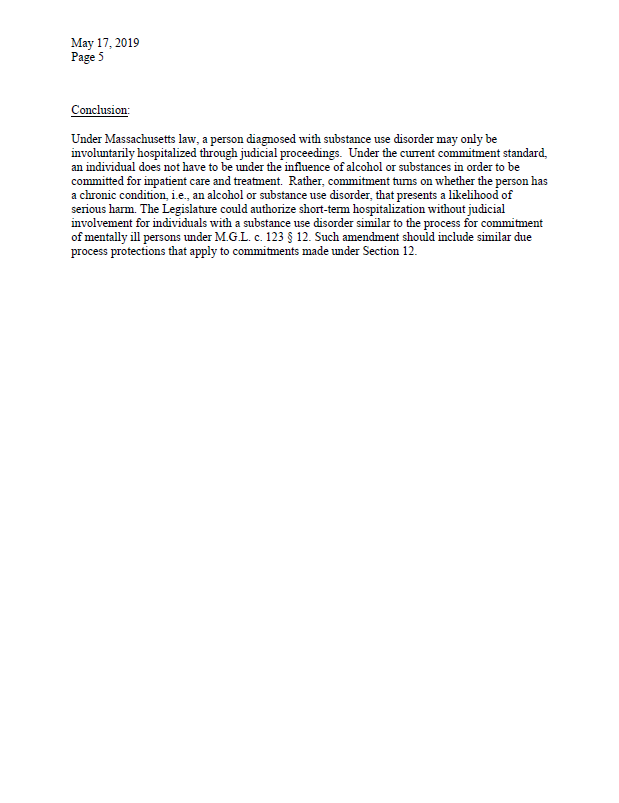 May 17, 2019
Page 5
Conclusion:
Under Massachusetts law, a person diagnosed with substance use disorder may only be
involuntarily hospitalized through judicial proceedings.  Under the current commitment standard,
an individual does not have to be under the influence of alcohol or substances in order to be
committed for inpatient care and treatment.  Rather, commitment turns on whether the person has
a chronic condition, i.e., an alcohol or substance use disorder, that presents a likelihood of
serious harm. The Legislature could authorize short-term hospitalization without judicial
involvement for individuals with a substance use disorder similar to the process for commitment
of mentally ill persons under M.G.L. c. 123 § 12. Such amendment should include similar due
process protections that apply to commitments made under Section 12.